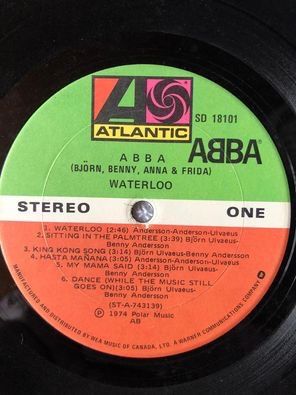 ATLANTIC
SD 18101
ABBA
ABBA
(BJÖRN, BENNY, ANNA & FRIDA)
WATERLOO
STEREO
ONE
1. WATERLOO (2:46) Andersson-Anderson-Ulvaeus
2. SITTING IN THE PALMTREE (3:39) Björn Ulvaeus-
Benny Andersson
3. KING KONG SONG (3:14) Björn Ulvaeus-Benny Andersson
4. HASTA MAÑANA (3:05) Andersson-Anderson-Ulvaeus
5. MY MAMA SAID (3:14) Björn Ulvaeus-
Benny Andersson
6. DANCE (WHILE THE MUSIC STILL
GOES ON)(3:05) Björn Ulvaeus-
Benny Andersson
(ST-A-743139)
℗ 1974 Polar Music
AB
MANUFACTURED AND DISTRIBUTED BY WEA MUSIC OF CANADA, LTD. A WARNER COMMUNICATIONS COMPANY